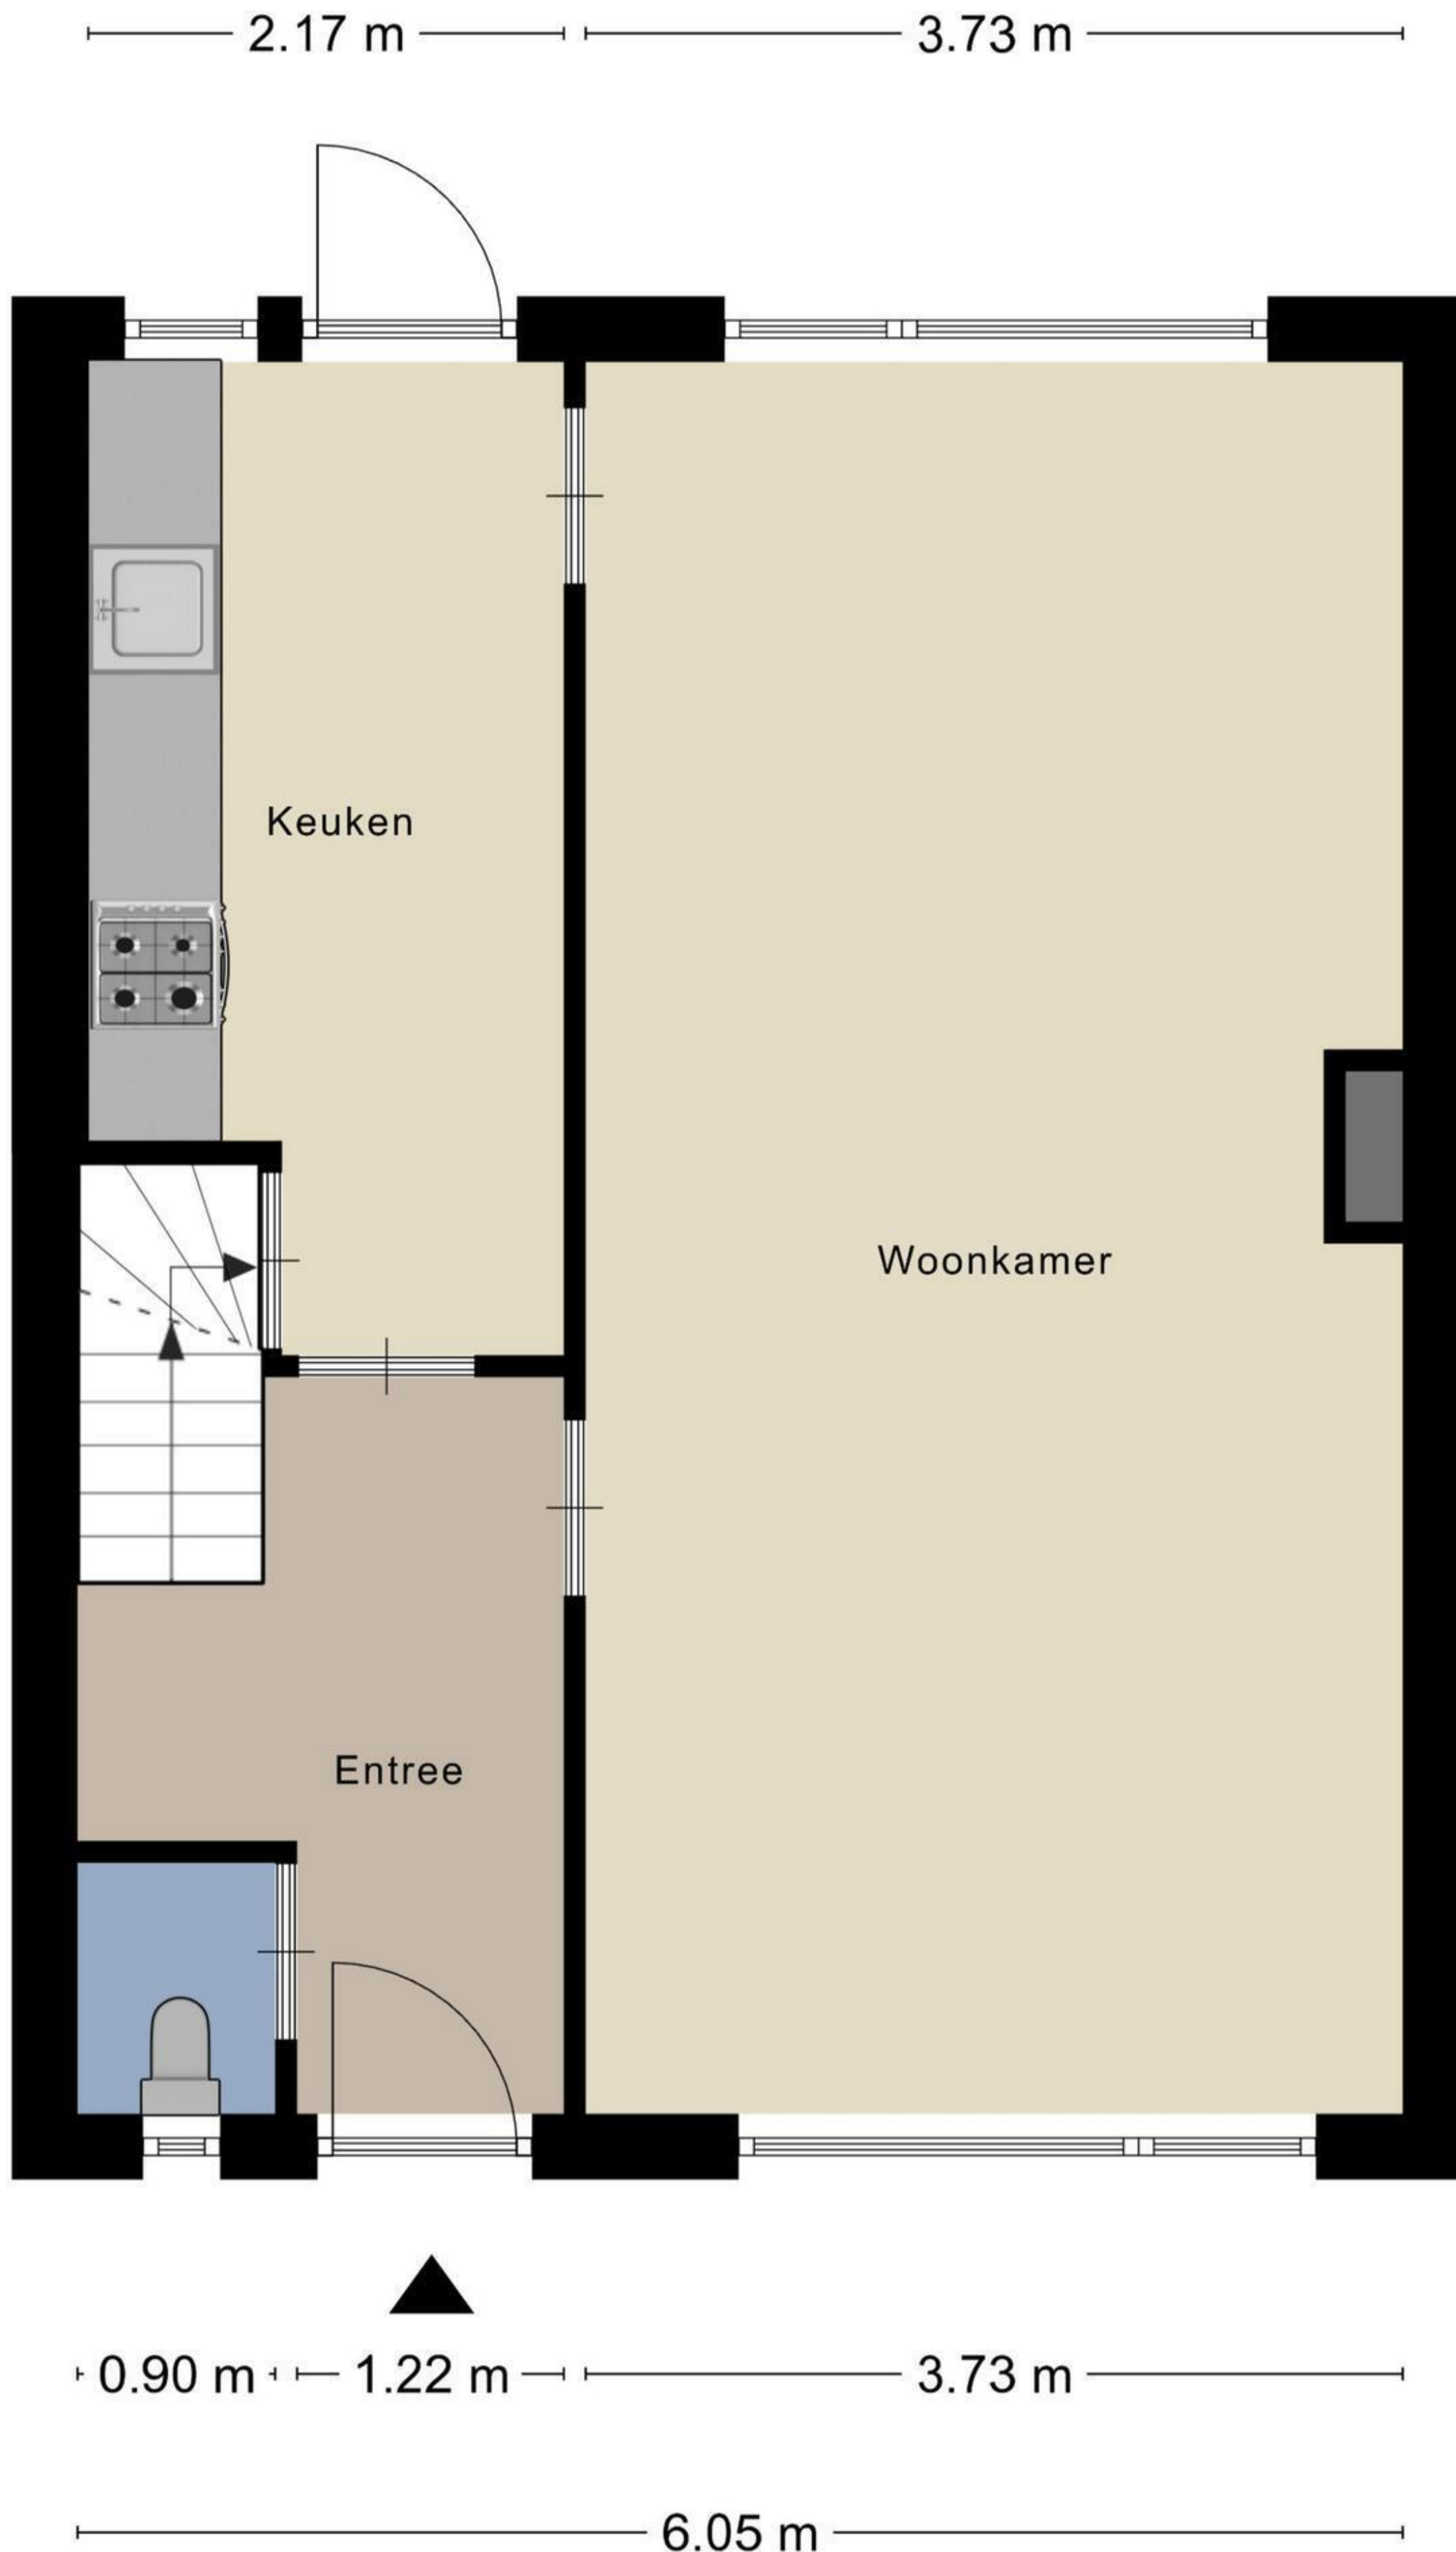 2.17 m 3.73 m
Keuken
Woonkamer
Entree
0.90 m 1.22 m 3.73 m
6.05 m